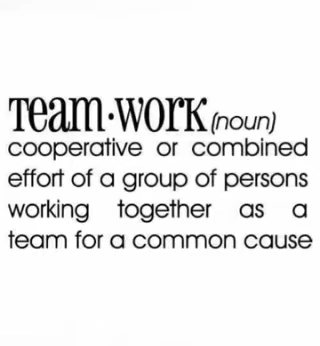 Team·work (noun)
cooperative or combined
effort of a group of persons
working together as a
team for a common cause